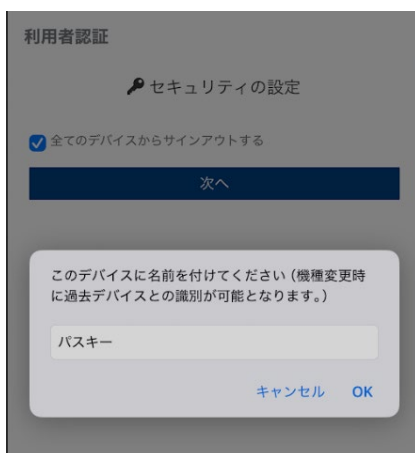 利用者認証
セキュリティの設定
全てのデバイスからサインアウトする
次へ
このデバイスに名前を付けてください（機種変更時
に過去デバイスとの識別が可能となります。）
パスキー
キャンセル OK